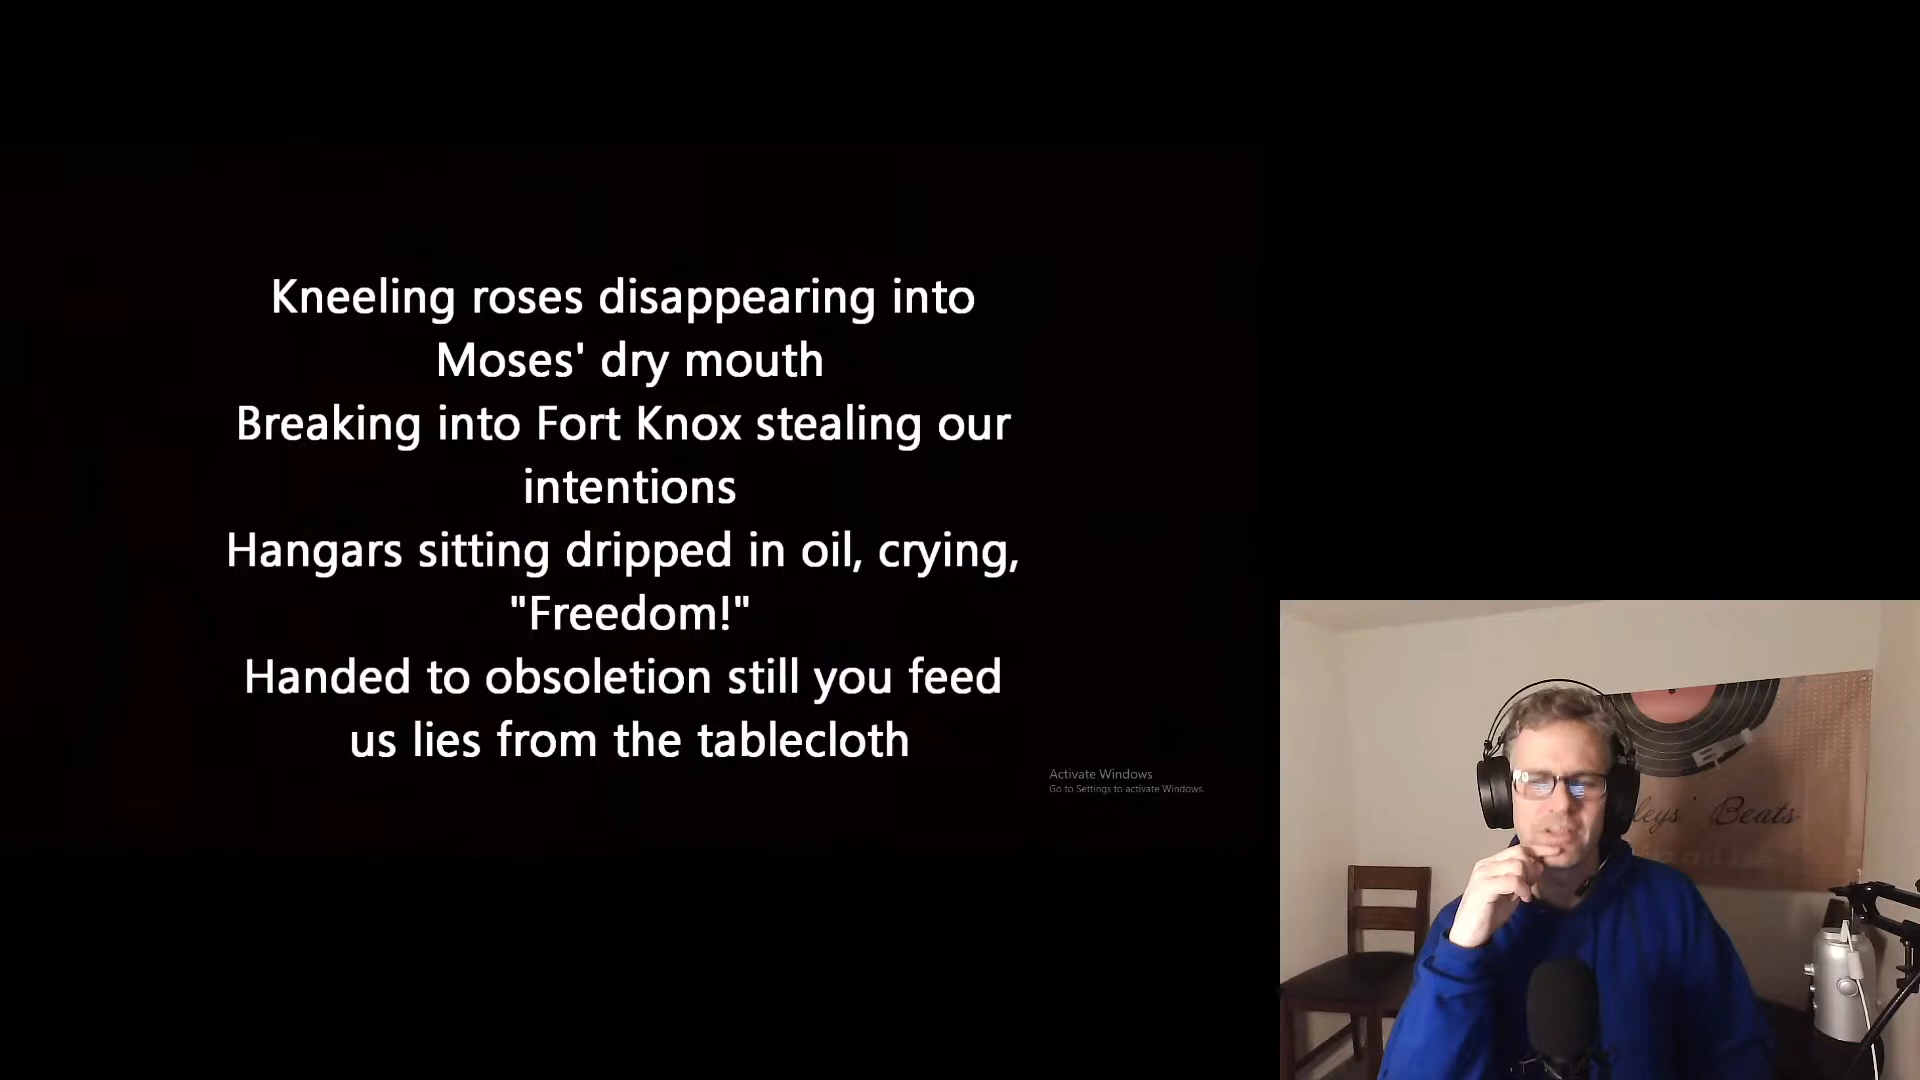 Kneeling roses disappearing into
Moses' dry mouth
Breaking into Fort Knox stealing our
intentions
Hangars sitting dripped in oil, crying,
"Freedom!"
Handed to obsoletion still you feed
us lies from the tablecloth
Activate Windows
Go to Settings to activate Windows.
leys' Beats